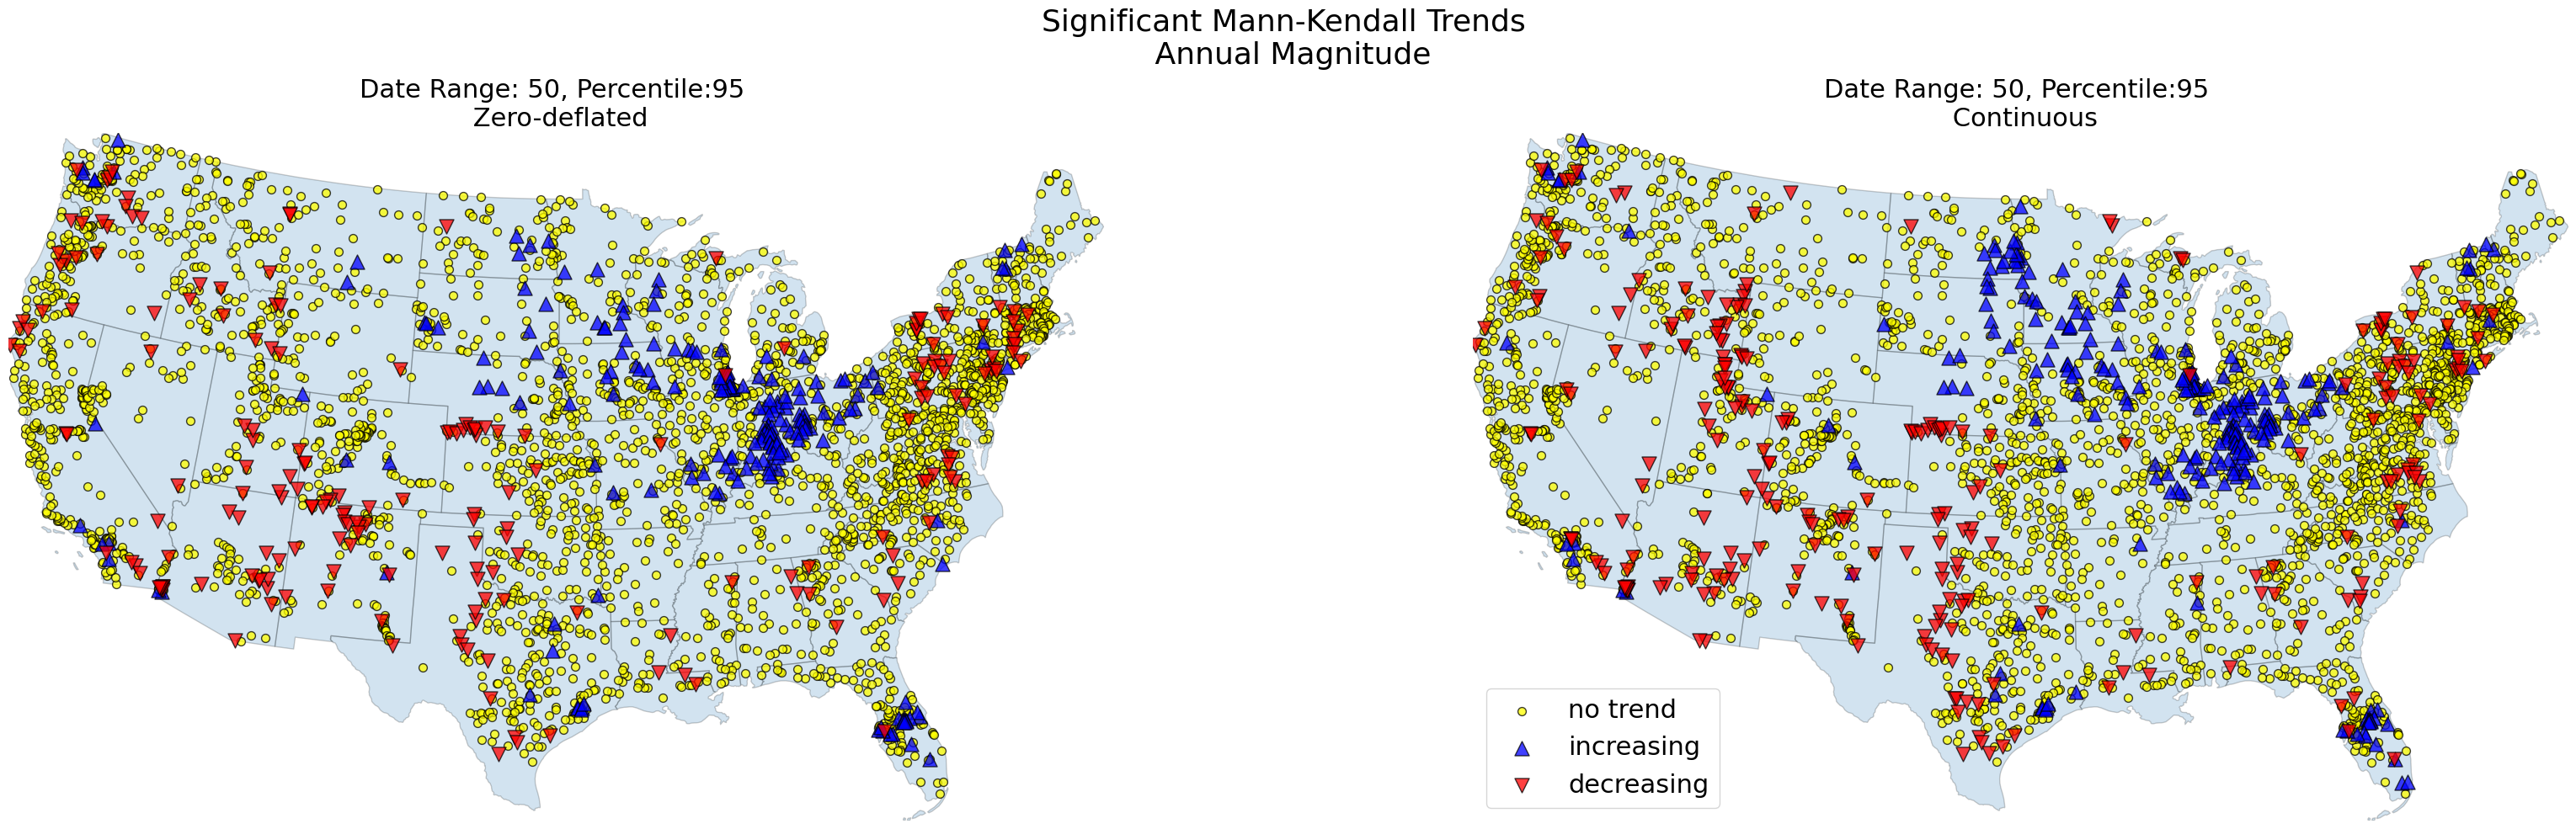 Significant Mann-Kendall Trends
Annual Magnitude
Date Range: 50, Percentile:95
Zero-deflated
Date Range: 50, Percentile:95
Continuous
no trend
increasing
decreasing